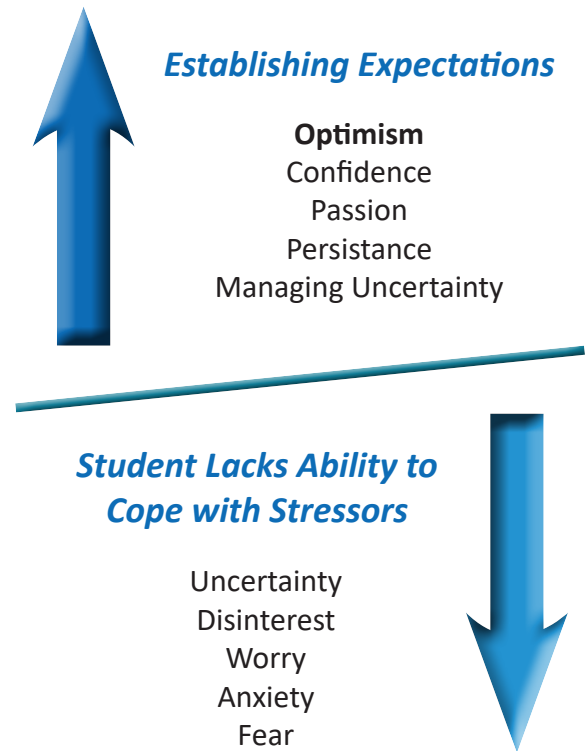 Establishing Expectations
Optimism
Confidence
Passion
Persistance
Managing Uncertainty
Student Lacks Ability to
Cope with Stressors
Uncertainty
Disinterest
Worry
Anxiety
Fear